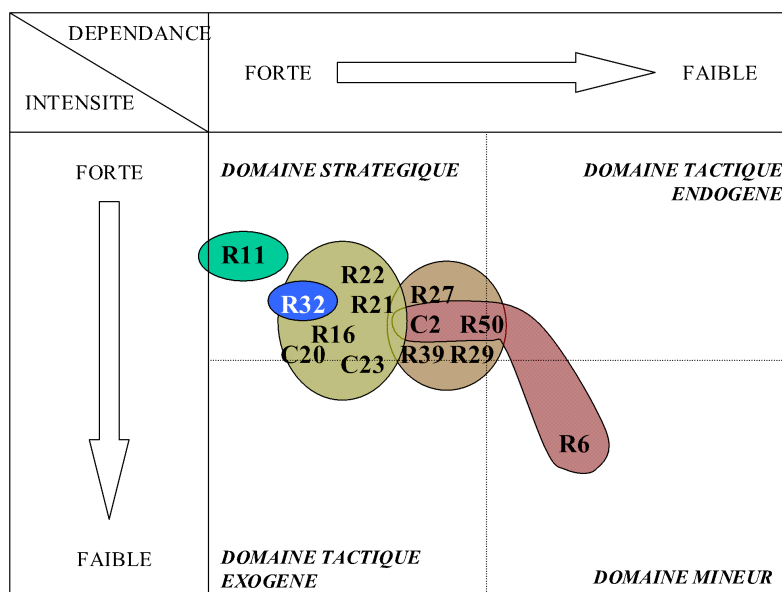 DEPENDANCE
INTENSITE
FORTE
FAIBLE
FORTE
FAIBLE
DOMAINE STRATEGIQUE
DOMAINE TACTIQUE
ENDOGENE
R11
R22
R32
R21
R27
R16
C2
R50
C20
C23
R39
R29
R6
DOMAINE TACTIQUE
EXOGENE
DOMAINE MINEUR